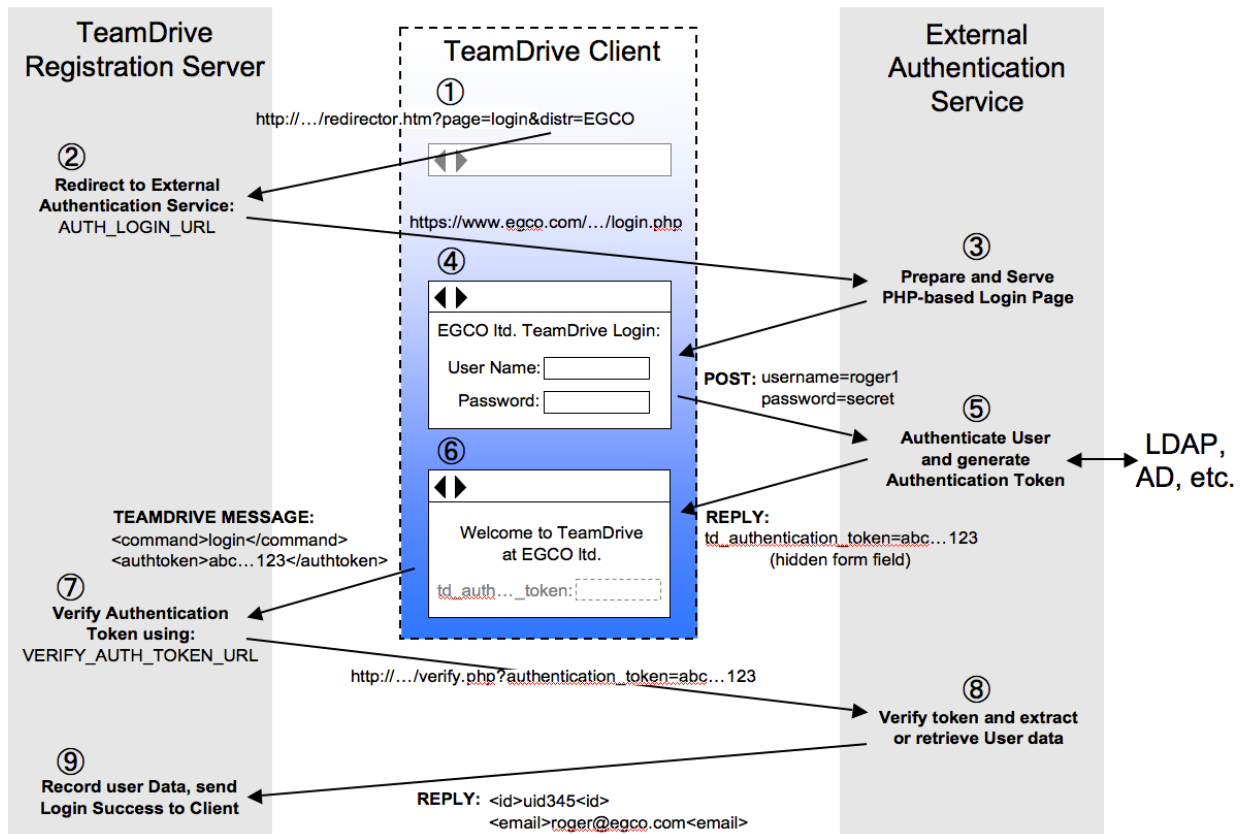 TeamDrive
Registration Server
TeamDrive Client
External
Authentication
Service
①
http://…/redirector.htm?page=login&distr=EGCO
②
Redirect to External
Authentication Service:
AUTH_LOGIN_URL
https://www.egco.com/…/login.php
③
Prepare and Serve
PHP-based Login Page
④
EGCO ltd. TeamDrive Login:
User Name:
Password:
POST: username=roger1
password=secret
⑤
Authenticate User
and generate
Authentication Token
LDAP,
AD, etc.
⑥
Welcome to TeamDrive
at EGCO ltd.
td_auth…_token:
REPLY:
td_authentication_token=abc…123
(hidden form field)
TEAMDRIVE MESSAGE:
<command>login</command>
<authtoken>abc…123</authtoken>
⑦
Verify Authentication
Token using:
VERIFY_AUTH_TOKEN_URL
http://…/verify.php?authentication_token=abc…123
⑧
Verify token and extract
or retrieve User data
⑨
Record user Data, send
Login Success to Client
REPLY: <id>uid345<id>
<email>roger@egco.com<email>